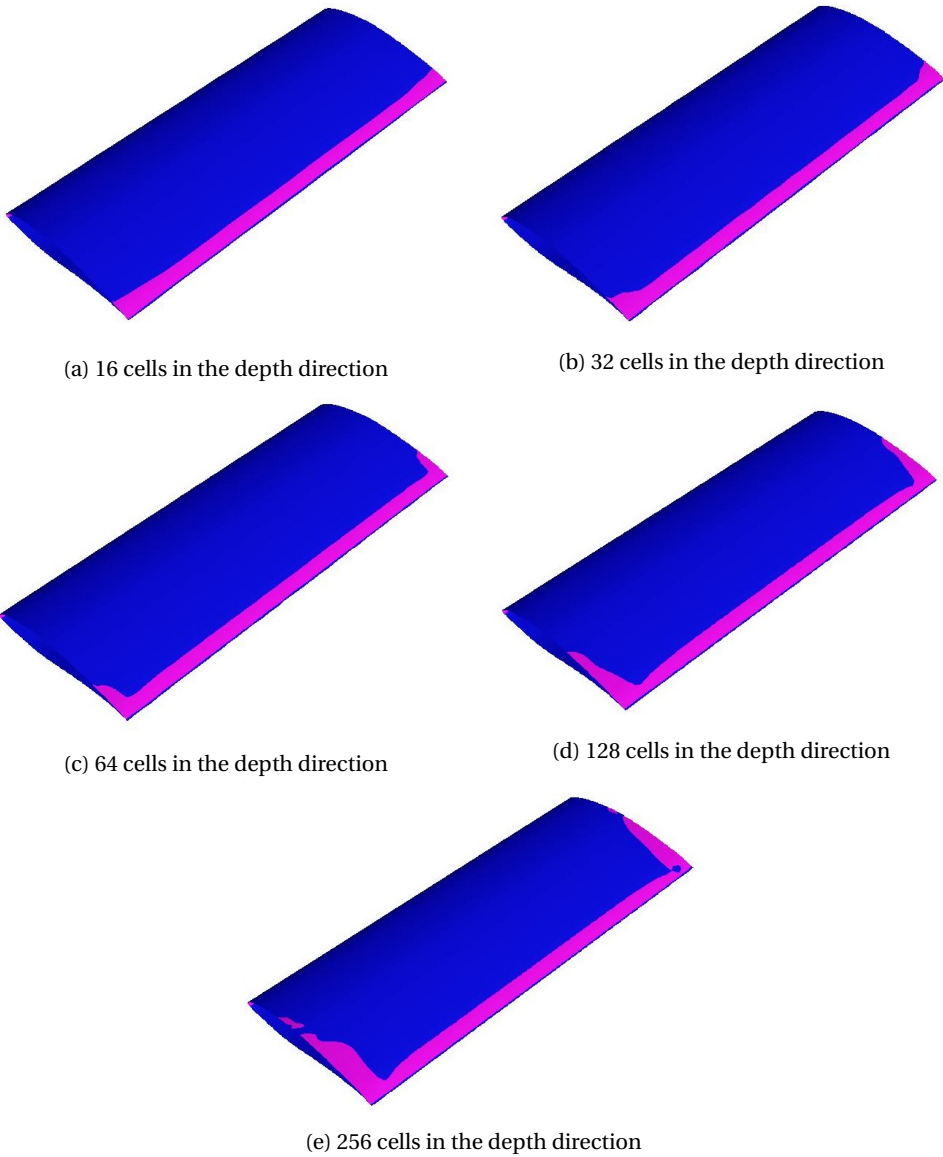 (a) 16 cells in the depth direction
(b) 32 cells in the depth direction
(c) 64 cells in the depth direction
(d) 128 cells in the depth direction
(e) 256 cells in the depth direction